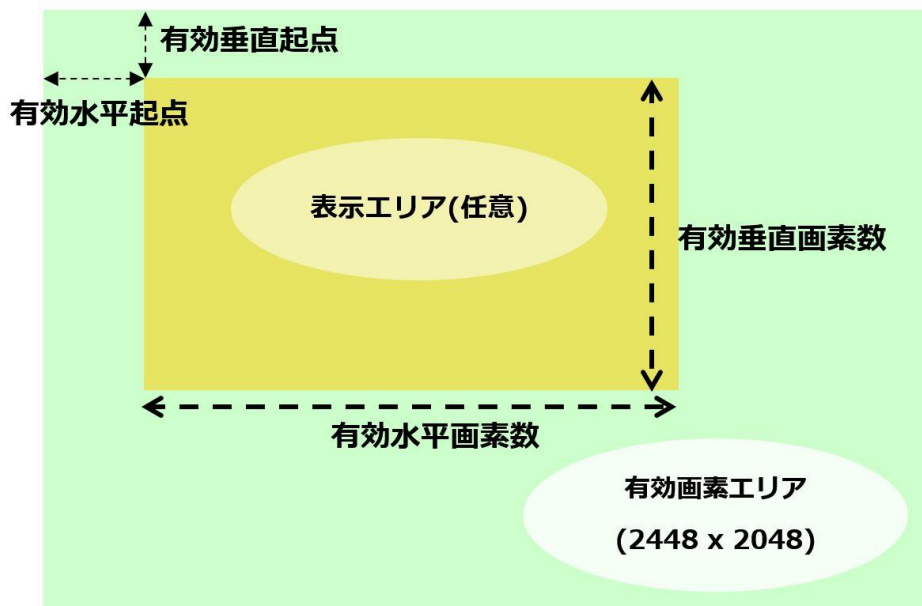 有効垂直起点
有効水平起点
表示エリア(任意)
有効垂直画素数
有効水平画素数
有効画素エリア
(2448 x 2048)